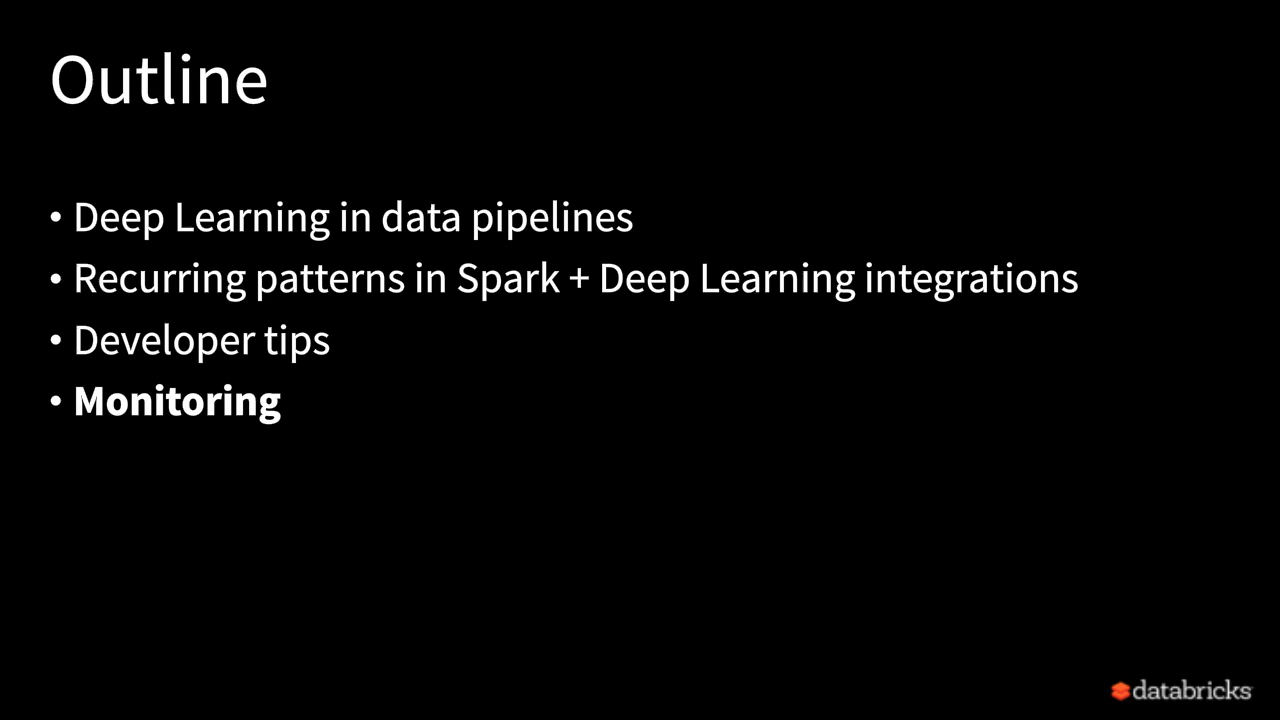 Outline
• Deep Learning in data pipelines
• Recurring patterns in Spark + Deep Learning integrations
• Developer tips
• Monitoring
databricks